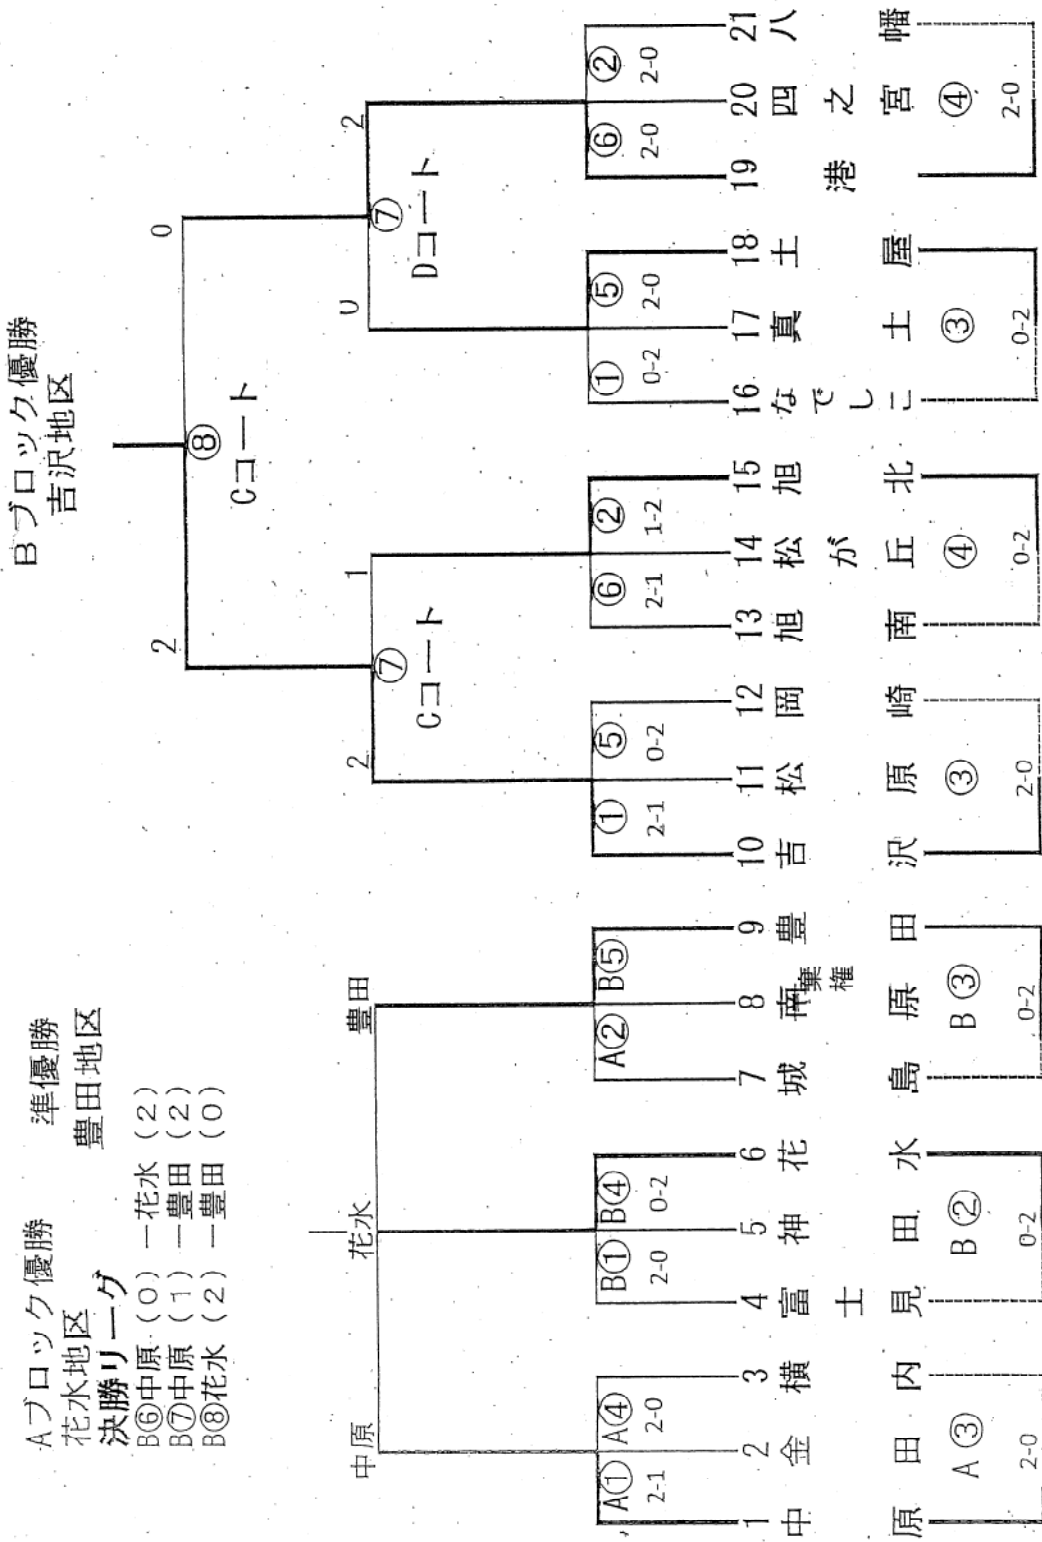 Aブロック優勝 準優勝
花水地区 豊田地区
決勝リーグ
B⑥中原(0)ー花水(2)
B⑦中原(1)ー豊田(2)
B⑧花水(2)ー豊田(0)
Bブロック優勝
吉沢地区
2 0
⑧
Cコート
中原 花水 豊田
2 1 0 2
⑦ ⑦
Cコート Dコート
A① A④ B① B④ A② B⑤ ① ⑤ ⑥ ② ① ⑤ ⑥ ②
2-1 2-0 2-0 0-2 2-1 0-2 2-1 1-2 0-2 2-0 2-0 2-0
1 2 3 4 5 6 7 8 9 10 11 12 13 14 15 16 17 18 19 20 21
中原
金田
横内
富士見
神田
花水
城島
南原
棄権
豊田
吉沢
松原
岡崎
旭南
松が丘
旭北
なでしこ
真土
土屋
港
四之宮
八幡
A③ B② B③ ③ ④ ③ ④
2-0 0-2 0-2 2-0 0-2 0-2 2-0